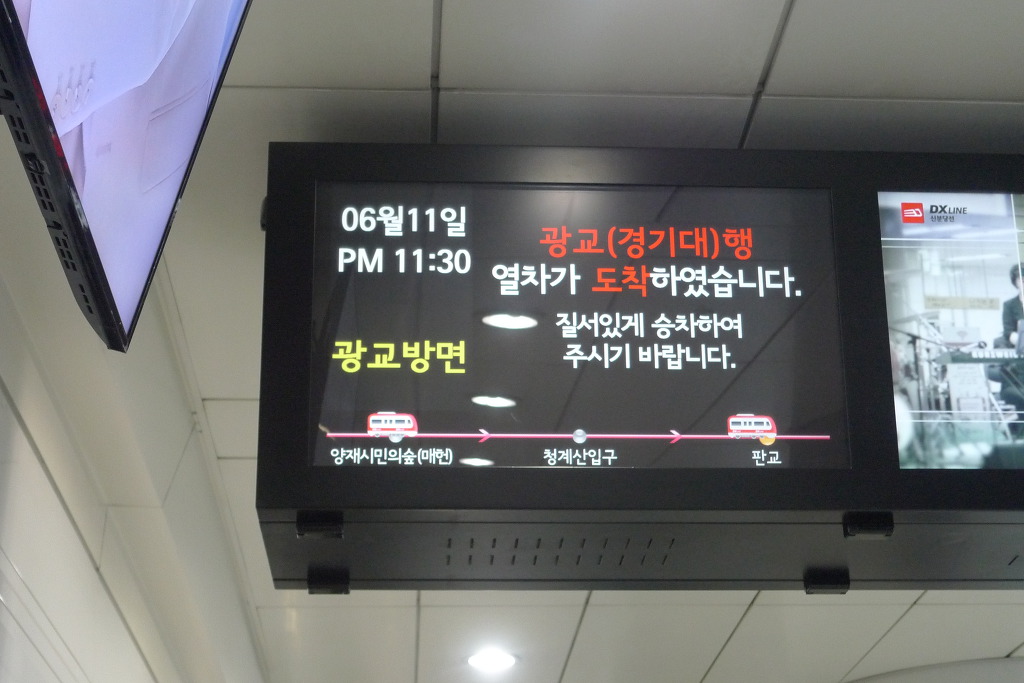 06월11일
PM 11:30
광교(경기대)행
열차가 도착하였습니다.
질서있게 승차하여
주시기 바랍니다.
광교방면
양재시민의숲(매헌) 청계산입구 판교
DX LINE
신분당선
KURZWEIL